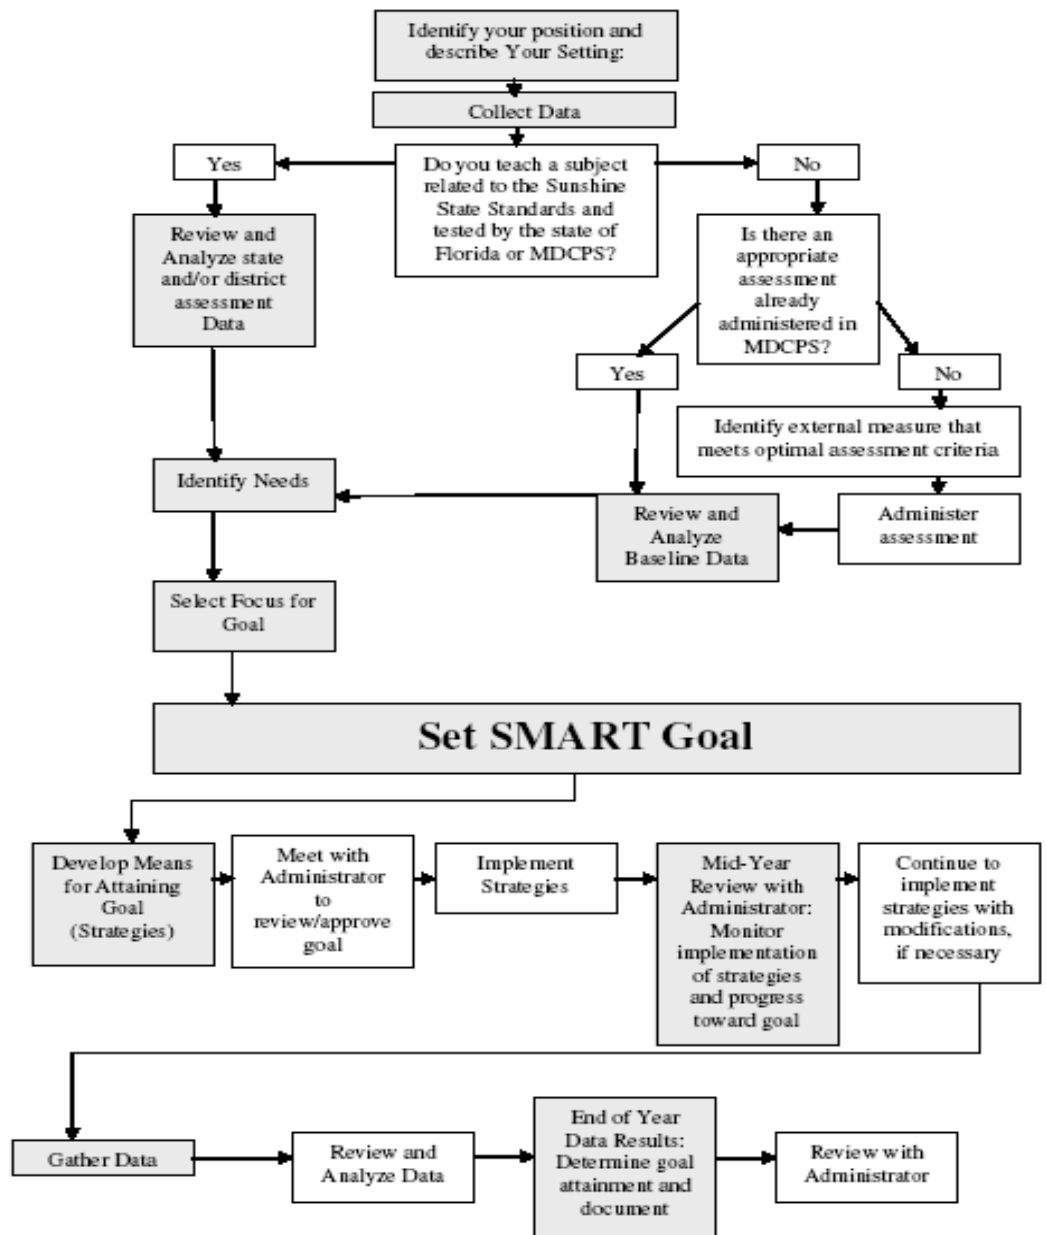 Identify your position and
describe Your Setting:
Collect Data
Yes
Do you teach a subject
related to the Sunshine
State Standards and
tested by the state of
Florida or MDCPS?
No
Review and
Analyze state
and/or district
assessment
Data
Is there an
appropriate
assessment
already
administered in
MDCPS?
Yes
No
Identify external measure that
meets optimal assessment criteria
Identify Needs
Review and
Analyze
Baseline Data
Administer
assessment
Select Focus for
Goal
Set SMART Goal
Develop Means
for Attaining
Goal
(Strategies)
Meet with
Administrator
to
review/approve
goal
Implement
Strategies
Mid-Year
Review with
Administrator:
Monitor
implementation
of strategies
and progress
toward goal
Continue to
implement
strategies with
modifications,
if necessary
Gather Data
Review and
Analyze Data
End of Year
Data Results:
Determine goal
attainment and
document
Review with
Administrator